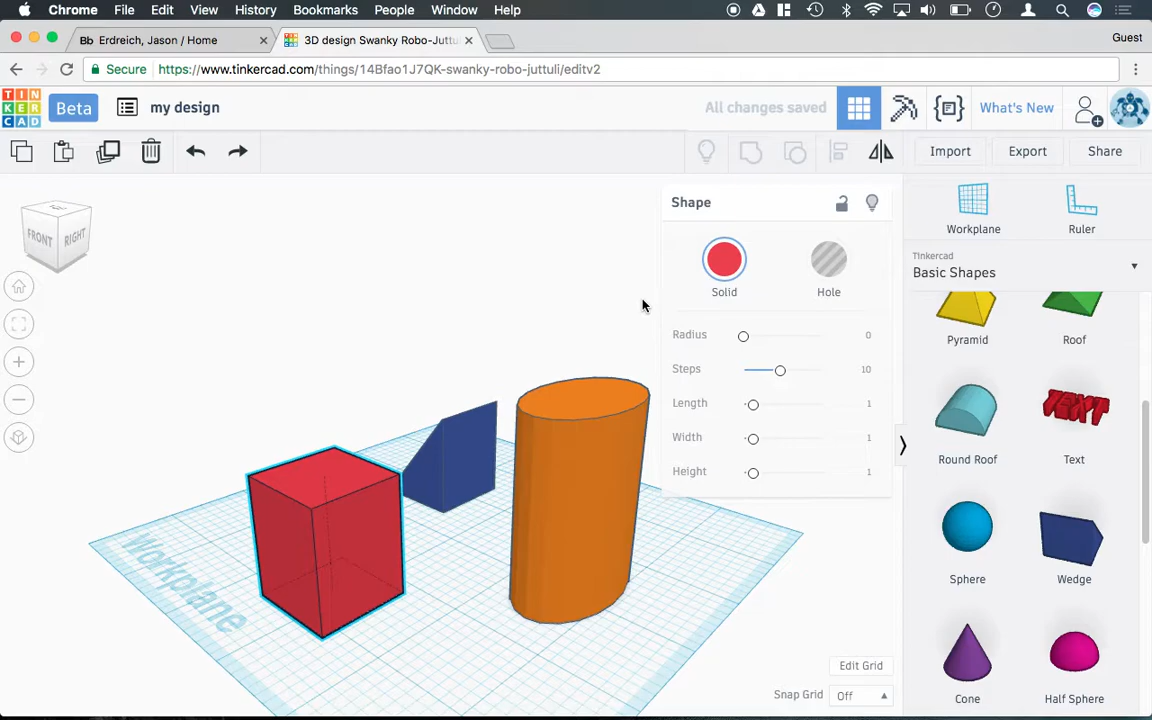 Chrome File Edit View History Bookmarks People Window Help
Bb Erdreich, Jason / Home
3D design Swanky Robo-Juttu
Guest
Secure https://www.tinkercad.com/things/14Bfao1J7QK-swanky-robo-juttuli/editv2
TIN
KER
CAD
Beta
my design
All changes saved
What's New
Import
Export
Share
FRONT
RIGHT
Shape
Solid
Hole
Radius 0
Steps 10
Length 1
Width 1
Height 1
Workplane
Ruler
Tinkercad
Basic Shapes
Pyramid
Roof
TEXT
Round Roof
Text
Sphere
Wedge
Cone
Half Sphere
Workplane
Edit Grid
Snap Grid Off